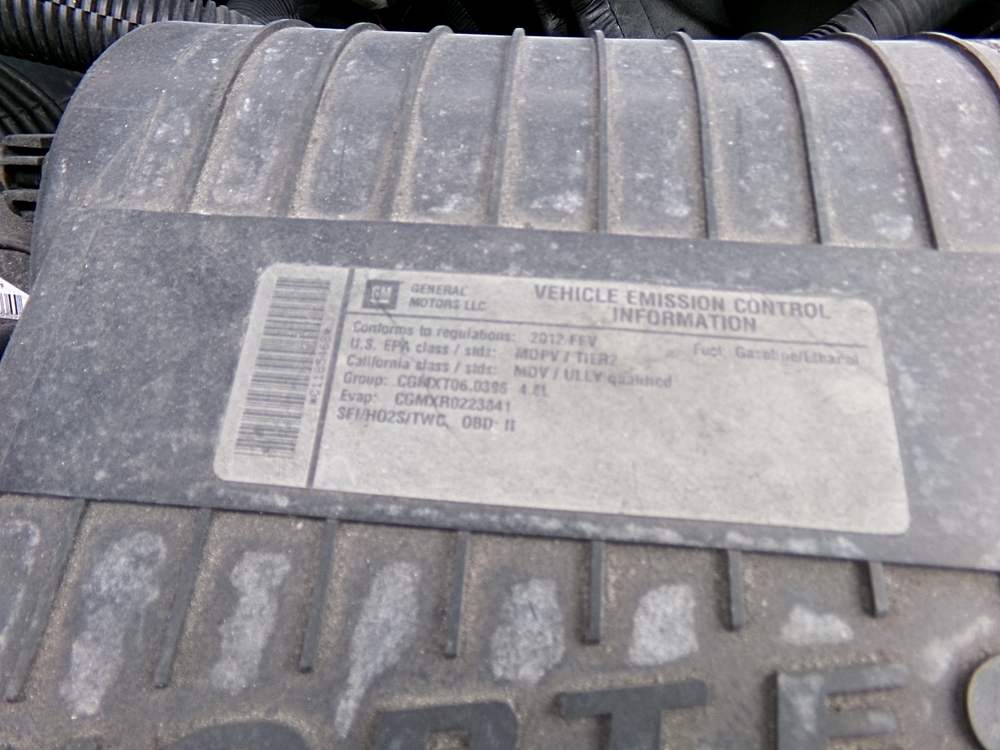 GM
GENERAL
MOTORS LLC
VEHICLE EMISSION CONTROL
INFORMATION
Conforms to regulations: 2012 FFV
Fuel: Gasoline/Ethanol
U.S. EPA class / stds: MDPV / TIER2
California class / stds: MDV / ULEV qualified
Group: CGMXT06.0396 4.8L
Evap: CGMXR0223841
SFI/HO2S/TWC, OBD: II